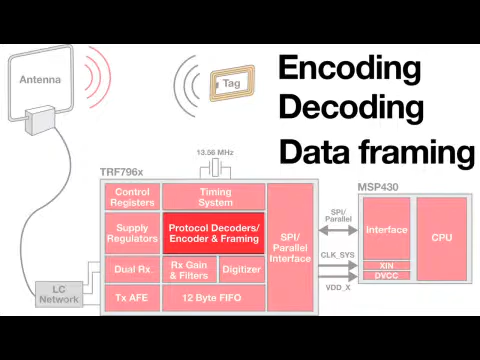 Encoding
Decoding
Data framing
Antenna
Tag
13.56 MHz
TRF796x
Control
Registers
Timing
System
Supply
Regulators
Protocol Decoders/
Encoder & Framing
SPI/
Parallel
Interface
Dual Rx
Rx Gain
& Filters
Digitizer
Tx AFE
12 Byte FIFO
LC
Network
SPI/
Parallel
CLK_SYS
VDD_X
MSP430
Interface
XIN
DVCC
CPU